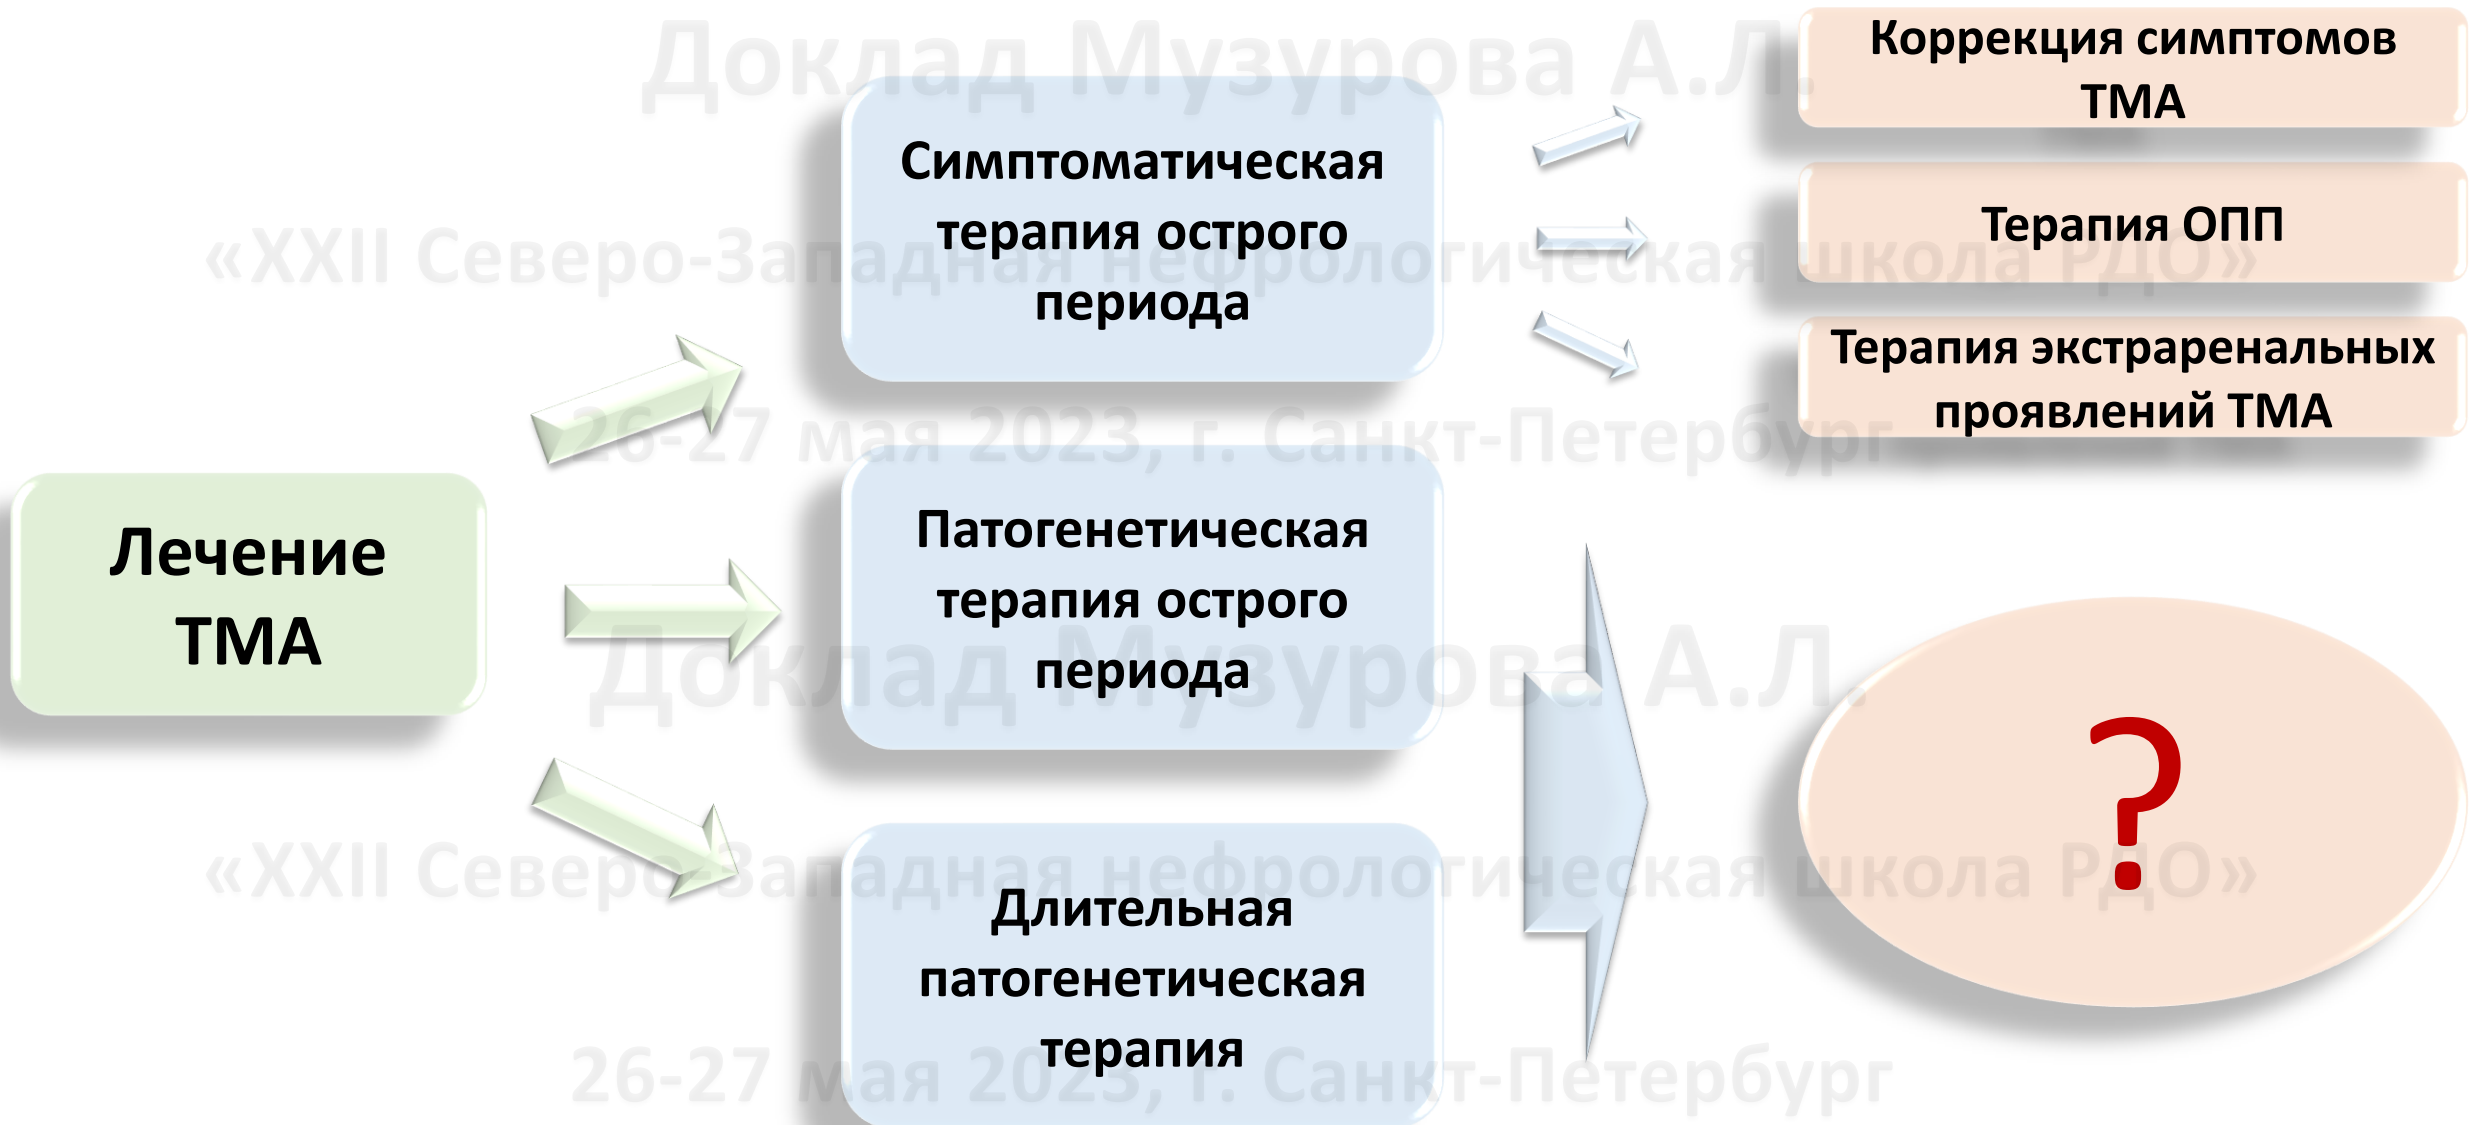 Доклад Музурова А.Л.
Коррекция симптомов
ТМА
Симптоматическая
терапия острого
периода
Терапия ОПП
«XXII Северо-Западная нефрологическая школа РДО»
Терапия экстраренальных
проявлений ТМА
26-27 мая 2023, г. Санкт-Петербург
Лечение
ТМА
Патогенетическая
терапия острого
периода
Доклад Музурова А.Л.
?
«XXII Северо-Западная нефрологическая школа РДО»
Длительная
патогенетическая
терапия
26-27 мая 2023, г. Санкт-Петербург